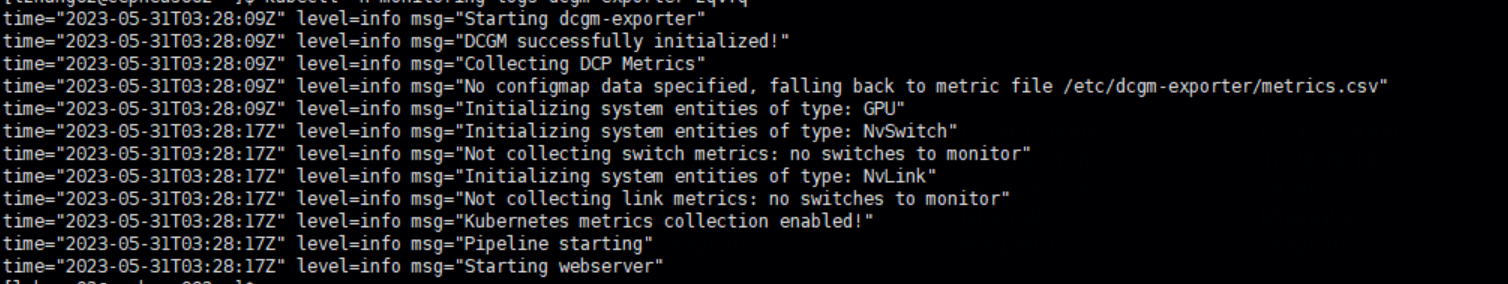 time="2023-05-31T03:28:09Z" level=info msg="Starting dcgm-exporter"
time="2023-05-31T03:28:09Z" level=info msg="DCGM successfully initialized!"
time="2023-05-31T03:28:09Z" level=info msg="Collecting DCP Metrics"
time="2023-05-31T03:28:09Z" level=info msg="No configmap data specified, falling back to metric file /etc/dcgm-exporter/metrics.csv"
time="2023-05-31T03:28:09Z" level=info msg="Initializing system entities of type: GPU"
time="2023-05-31T03:28:17Z" level=info msg="Initializing system entities of type: NvSwitch"
time="2023-05-31T03:28:17Z" level=info msg="Not collecting switch metrics: no switches to monitor"
time="2023-05-31T03:28:17Z" level=info msg="Initializing system entities of type: NvLink"
time="2023-05-31T03:28:17Z" level=info msg="Not collecting link metrics: no switches to monitor"
time="2023-05-31T03:28:17Z" level=info msg="Kubernetes metrics collection enabled!"
time="2023-05-31T03:28:17Z" level=info msg="Pipeline starting"
time="2023-05-31T03:28:17Z" level=info msg="Starting webserver"